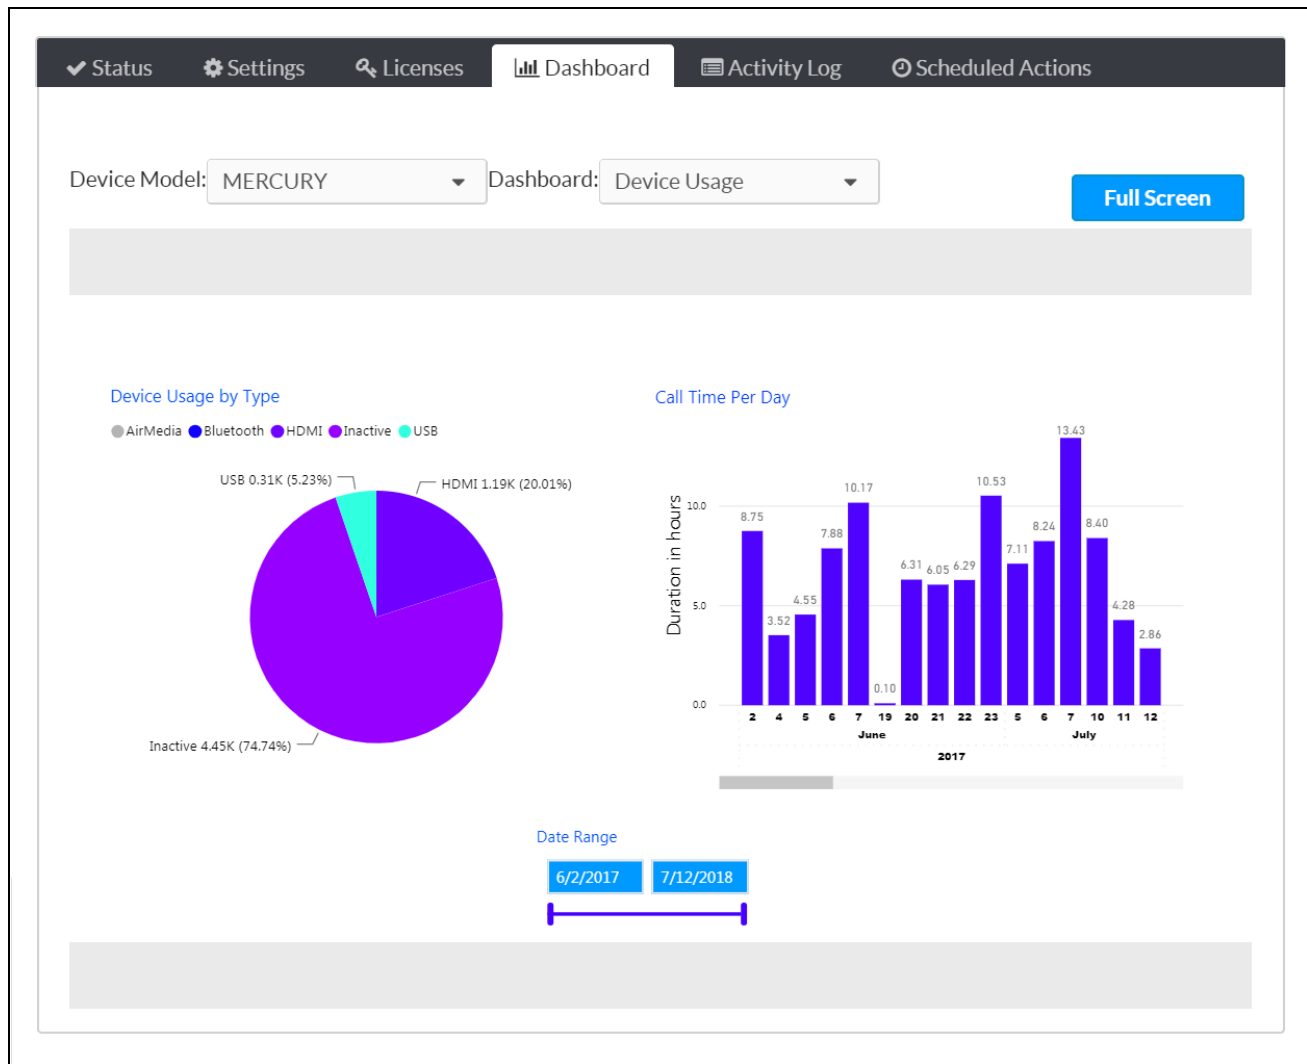 Status Settings Licenses Dashboard Activity Log Scheduled Actions
Device Model: MERCURY Dashboard: Device Usage
Full Screen
Device Usage by Type
AirMedia Bluetooth HDMI Inactive USB
USB 0.31K (5.23%)
HDMI 1.19K (20.01%)
Inactive 4.45K (74.74%)
Call Time Per Day
Duration in hours
10.0
5.0
0.0
8.75 3.52 4.55 7.88 10.17 0.10 6.31 6.05 6.29 10.53 7.11 8.24 13.43 8.40 4.28 2.86
2 4 5 6 7 19 20 21 22 23 5 6 7 10 11 12
June July
2017
Date Range
6/2/2017 7/12/2018